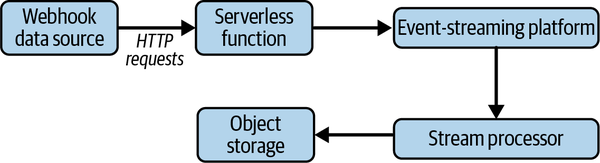 Webhook
data source
HTTP
requests
Serverless
function
Event-streaming platform
Object
storage
Stream processor